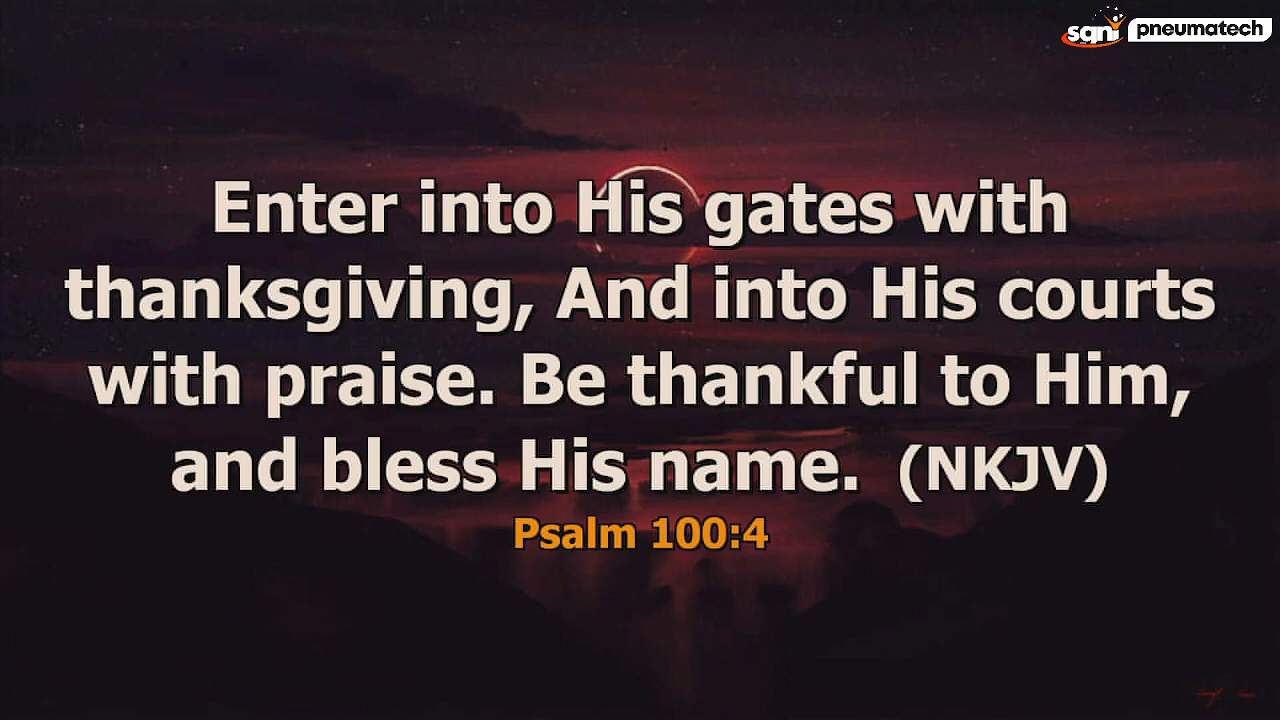 sqni pneumatech
Enter into His gates with
thanksgiving, And into His courts
with praise. Be thankful to Him,
and bless His name. (NKJV)
Psalm 100:4